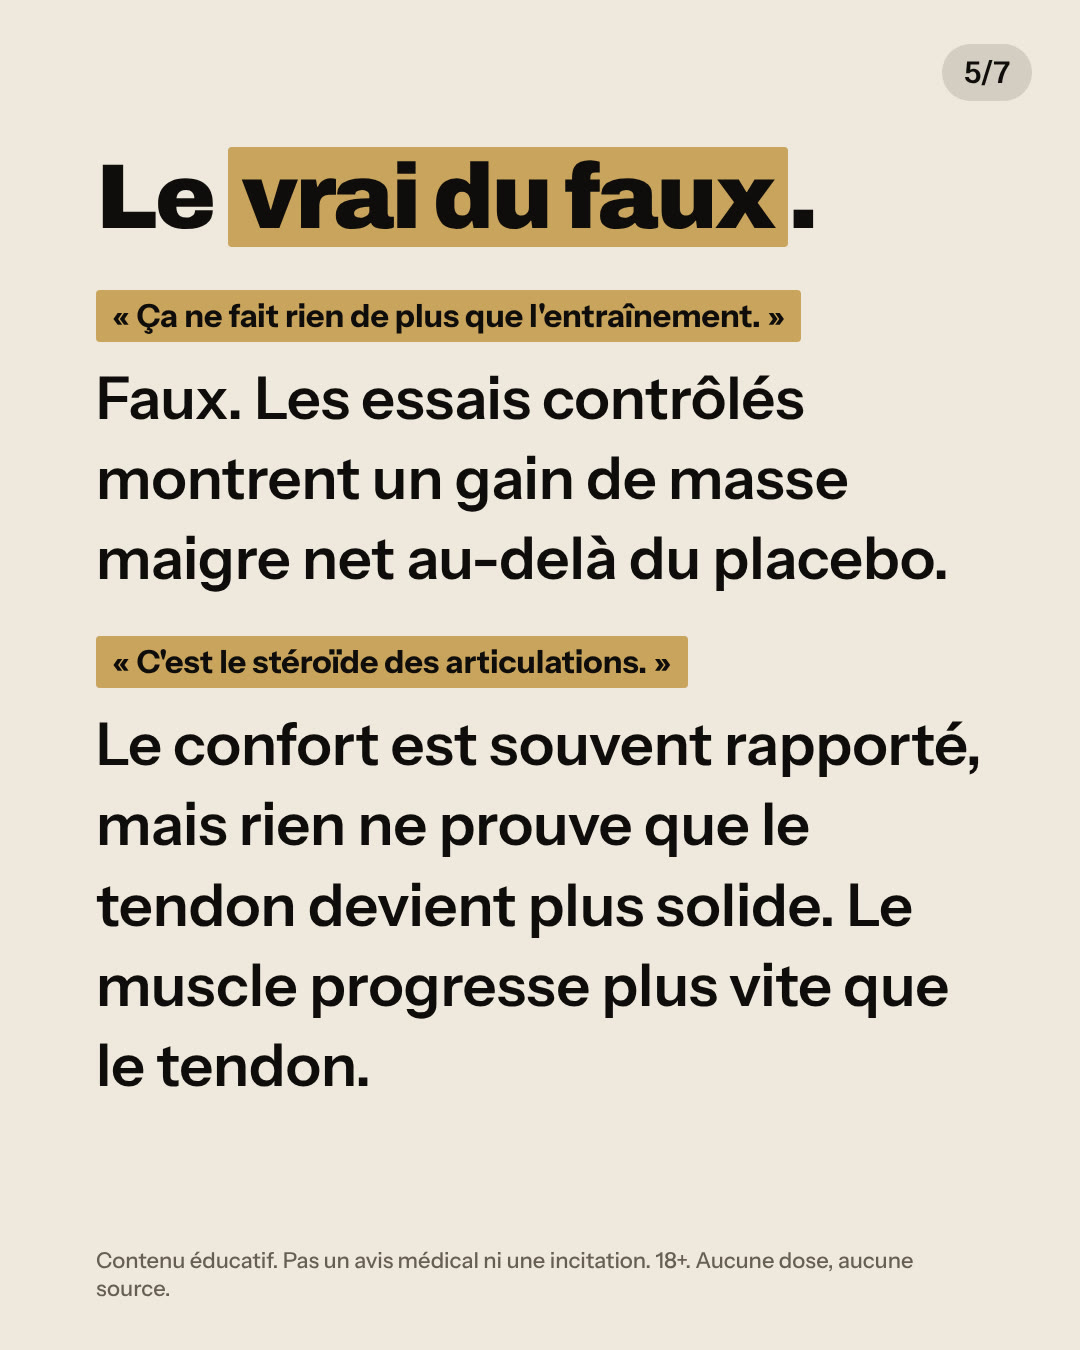 5/7
Le vrai du faux.
« Ça ne fait rien de plus que l'entraînement. »
Faux. Les essais contrôlés
montrent un gain de masse
maigre net au-delà du placebo.
« C'est le stéroïde des articulations. »
Le confort est souvent rapporté,
mais rien ne prouve que le
tendon devient plus solide. Le
muscle progresse plus vite que
le tendon.
Contenu éducatif. Pas un avis médical ni une incitation. 18+. Aucune dose, aucune
source.